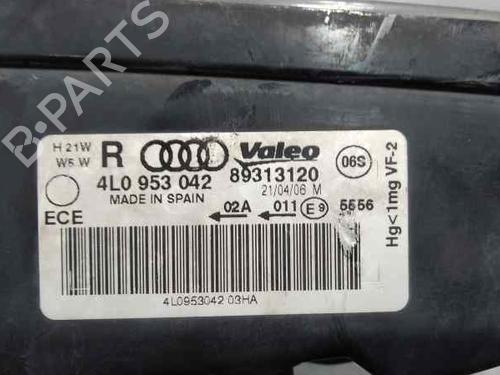 B-PARTS
H 21W
W5 W
R
Valeo
06S
4L0 953 042
89313120
MADE IN SPAIN
21/04/06 M
ECE
02A
011
E9
5556
Hg<1mg VF-2
4L0953042 03HA